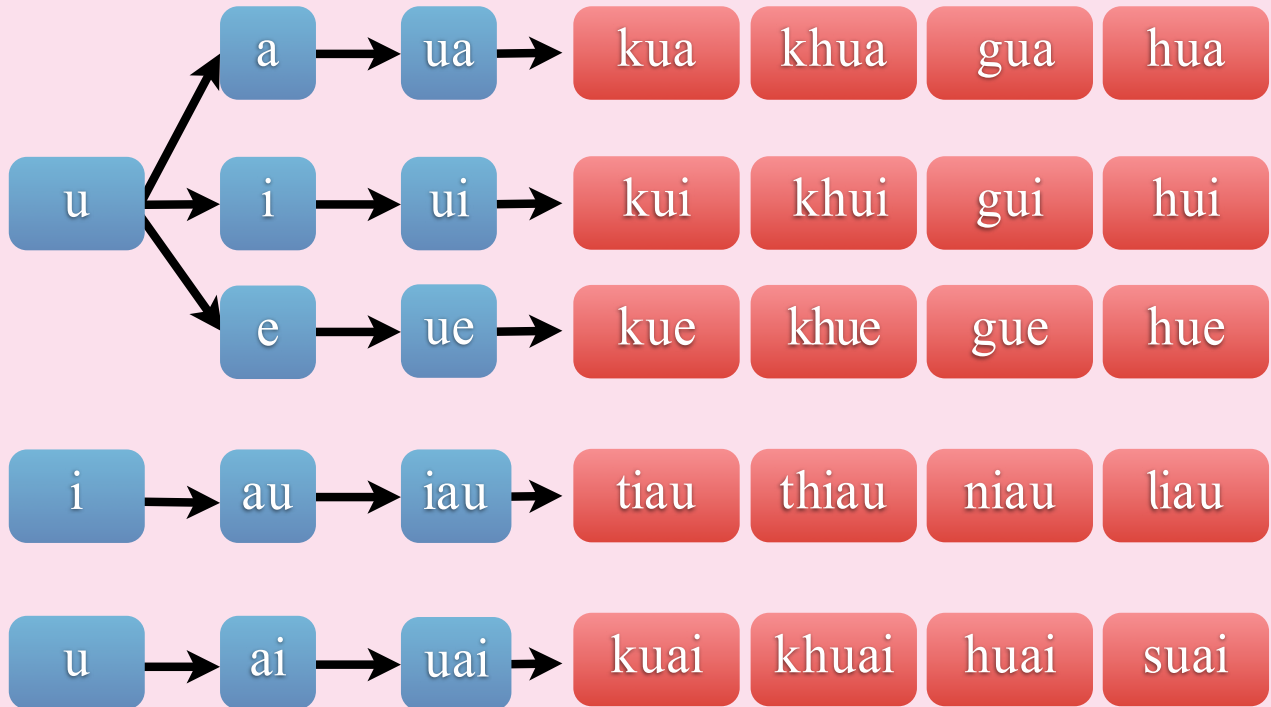 a ua kua khua gua hua
u i ui kui khui gui hui
e ue kue khue gue hue
i au iau tiau thiau niau liau
u ai uai kuai khuai huai suai